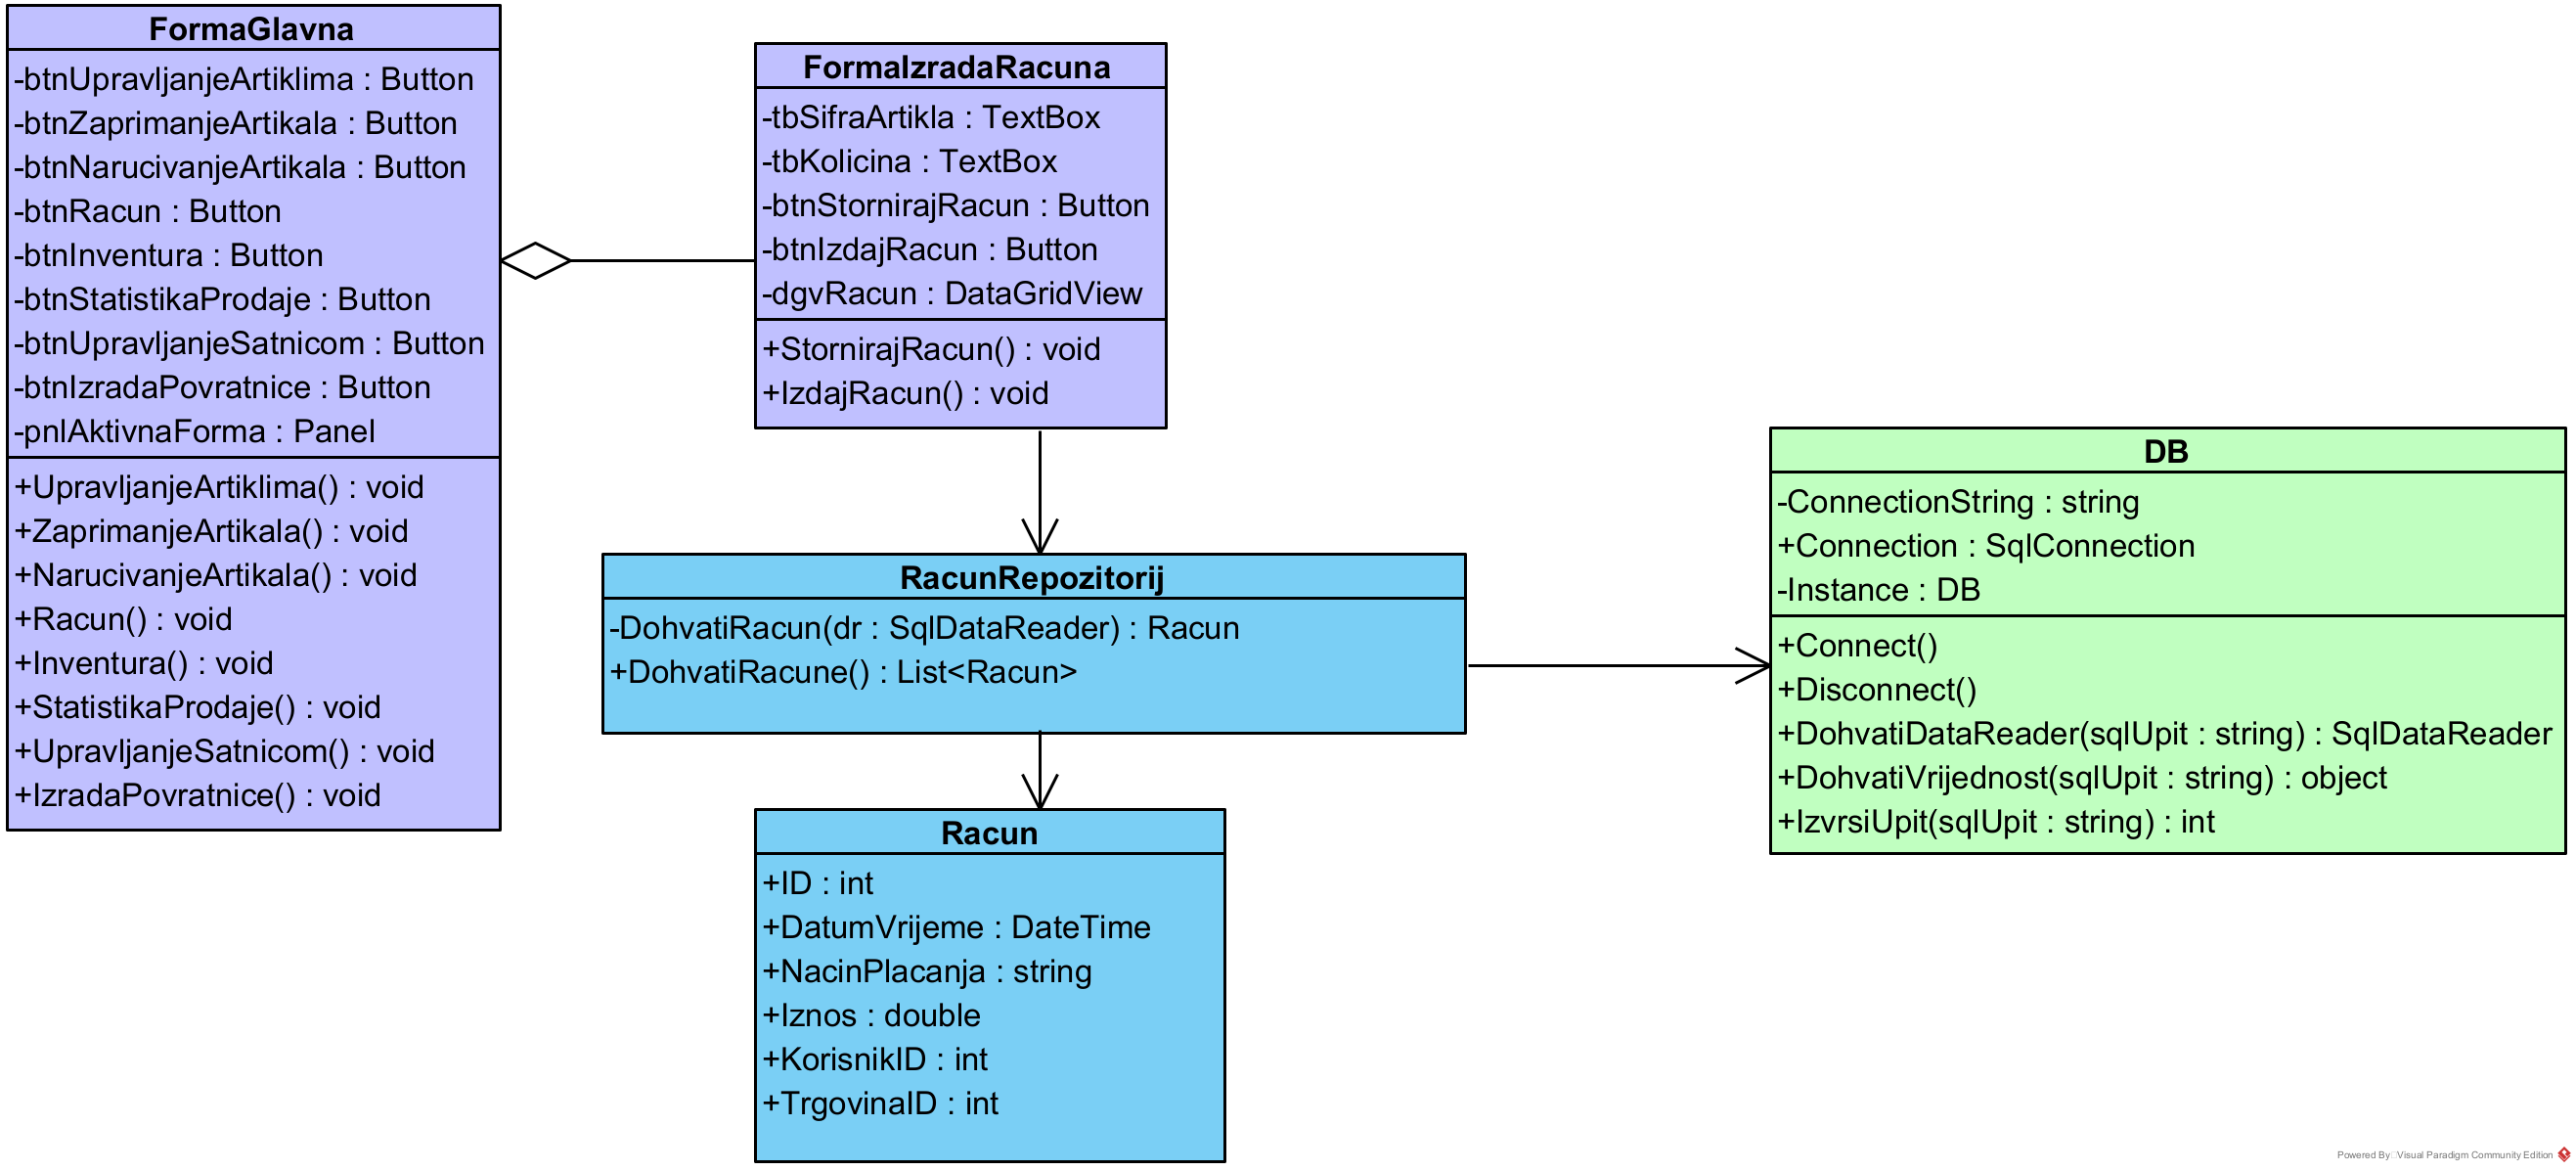 FormaGlavna
-btnUpravljanjeArtiklima : Button
-btnZaprimanjeArtikala : Button
-btnNarucivanjeArtikala : Button
-btnRacun : Button
-btnInventura : Button
-btnStatistikaProdaje : Button
-btnUpravljanjeSatnicom : Button
-btnIzradaPovratnice : Button
-pnlAktivnaForma : Panel
+UpravljanjeArtiklima() : void
+ZaprimanjeArtikala() : void
+NarucivanjeArtikala() : void
+Racun() : void
+Inventura() : void
+StatistikaProdaje() : void
+UpravljanjeSatnicom() : void
+IzradaPovratnice() : void
FormaIzradaRacuna
-tbSifraArtikla : TextBox
-tbKolicina : TextBox
-btnStornirajRacun : Button
-btnIzdajRacun : Button
-dgvRacun : DataGridView
+StornirajRacun() : void
+IzdajRacun() : void
RacunRepozitorij
-DohvatiRacun(dr : SqlDataReader) : Racun
+DohvatiRacune() : List<Racun>
Racun
+ID : int
+DatumVrijeme : DateTime
+NacinPlacanja : string
+Iznos : double
+KorisnikID : int
+TrgovinaID : int
DB
-ConnectionString : string
+Connection : SqlConnection
-Instance : DB
+Connect()
+Disconnect()
+DohvatiDataReader(sqlUpit : string) : SqlDataReader
+DohvatiVrijednost(sqlUpit : string) : object
+IzvrsiUpit(sqlUpit : string) : int
Powered By Visual Paradigm Community Edition